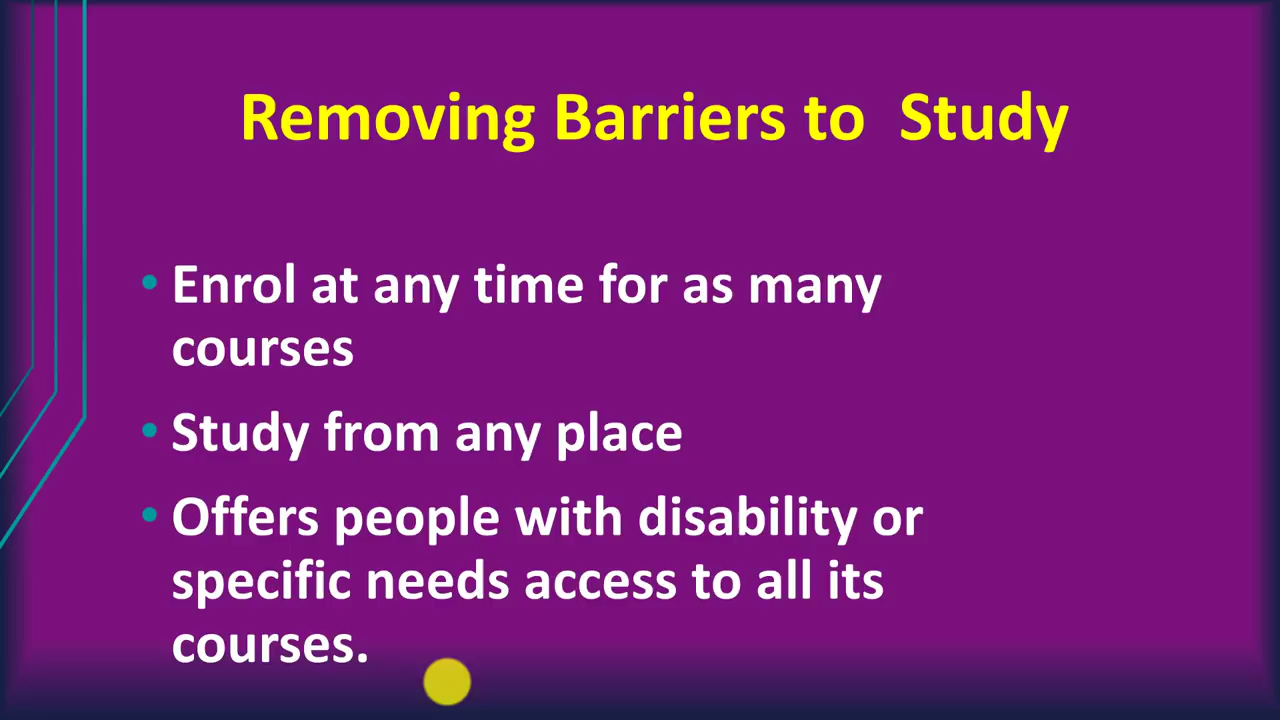 Removing Barriers to Study
• Enrol at any time for as many
courses
• Study from any place
• Offers people with disability or
specific needs access to all its
courses.